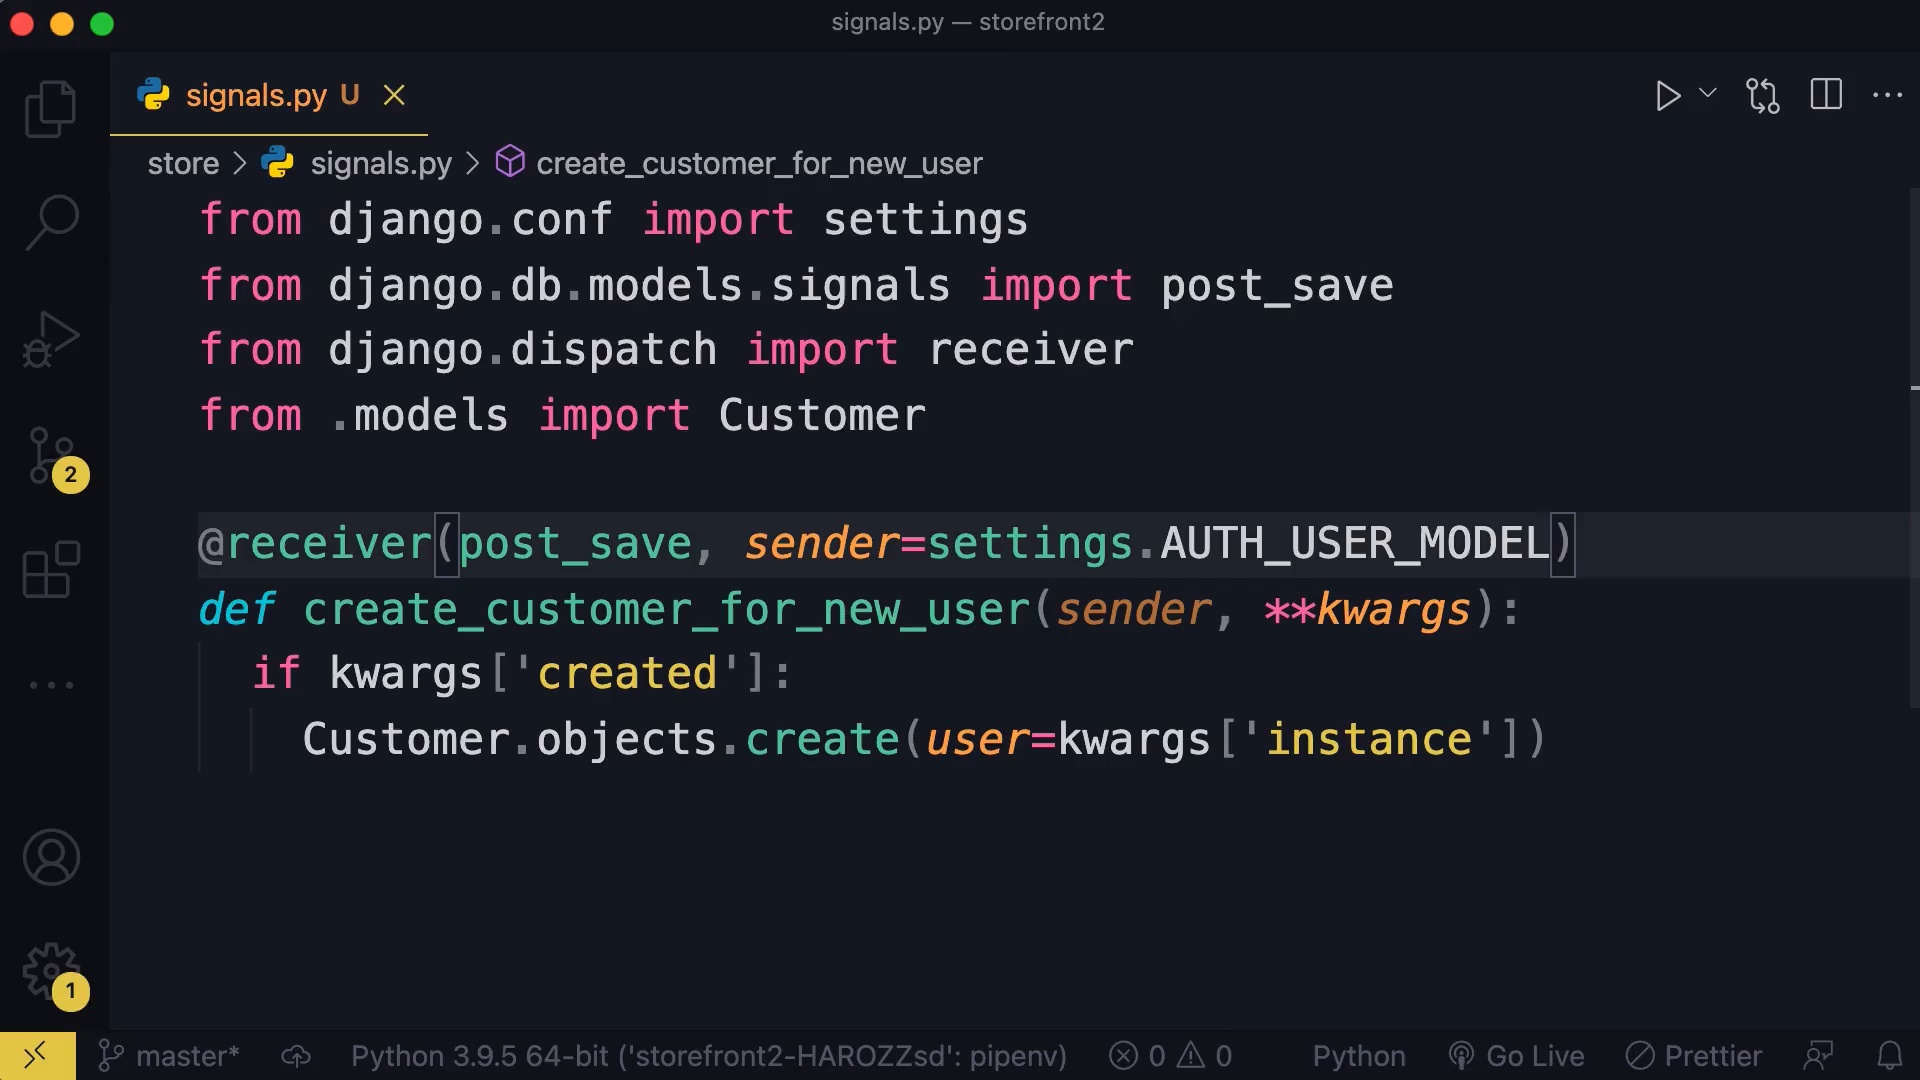 signals.py — storefront2
signals.py U
store > signals.py > create_customer_for_new_user
from django.conf import settings
from django.db.models.signals import post_save
from django.dispatch import receiver
from .models import Customer
@receiver(post_save, sender=settings.AUTH_USER_MODEL)
def create_customer_for_new_user(sender, **kwargs):
  if kwargs['created']:
    Customer.objects.create(user=kwargs['instance'])
2
1
master* Python 3.9.5 64-bit ('storefront2-HAROZZsd': pipenv) 0 0 Python Go Live Prettier